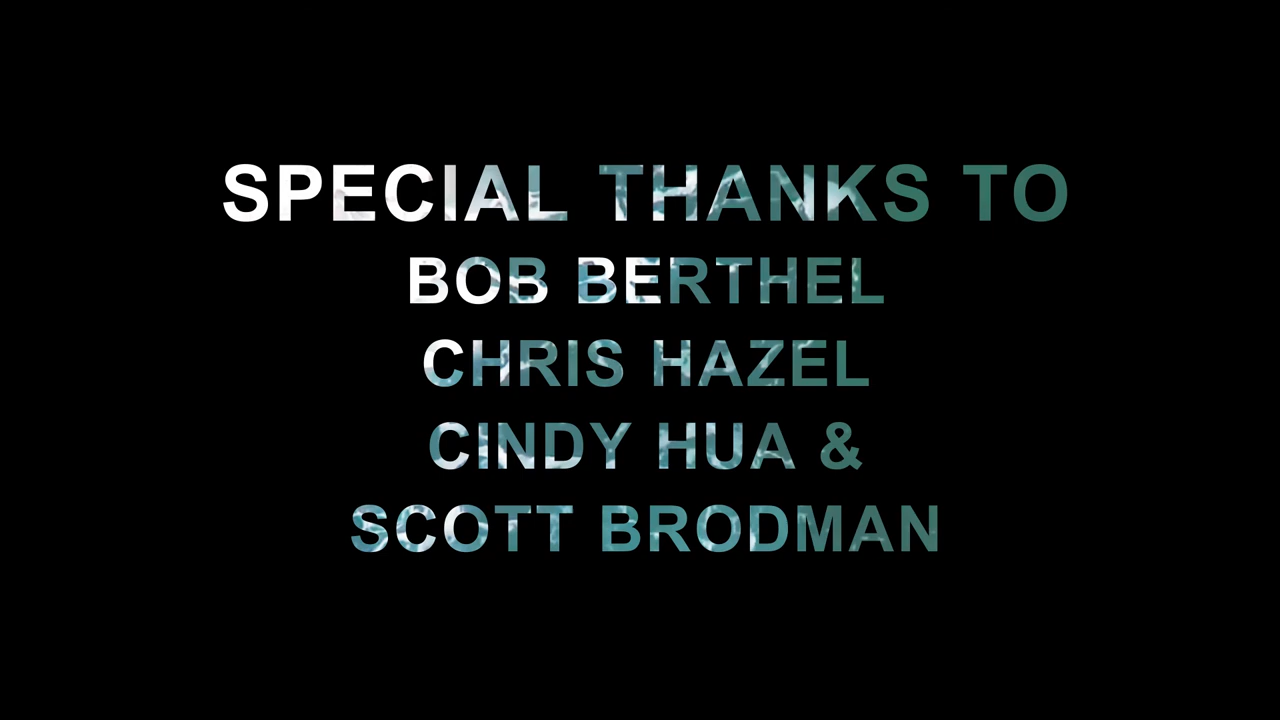 SPECIAL THANKS TO
BOB BERTHEL
CHRIS HAZEL
CINDY HUA &
SCOTT BRODMAN